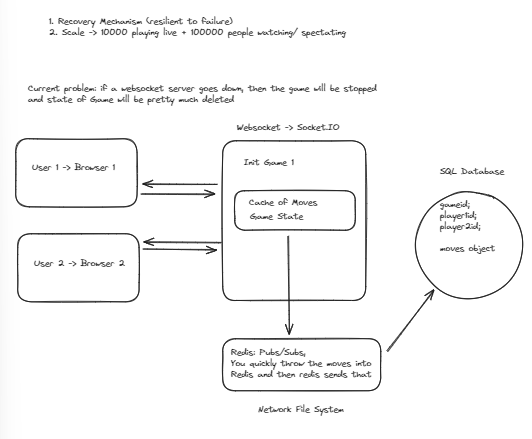 1. Recovery Mechanism (resilient to failure)
2. Scale -> 10000 playing live + 100000 people watching/ spectating
Current problem: if a websocket server goes down, then the game will be stopped
and state of Game will be pretty much deleted
Websocket -> Socket.IO
User 1 -> Browser 1
Init Game 1
Cache of Moves
Game State
User 2 -> Browser 2
SQL Database
gameid;
player1id;
player2id;
moves object
Redis: Pubs/Subs,
You quickly throw the moves into
Redis and then redis sends that
Network File System